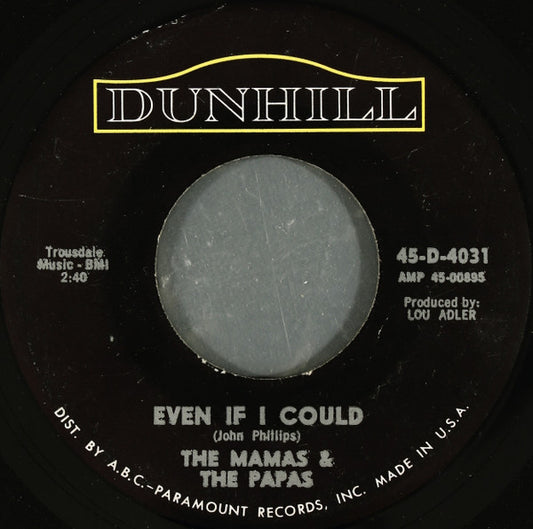 DUNHILL
Trousdale
Music - BMI
2:40
45-D-4031
AMP 45-00895
Produced by:
LOU ADLER
EVEN IF I COULD
(John Phillips)
THE MAMAS &
THE PAPAS
DIST. BY A.B.C.-PARAMOUNT RECORDS, INC. MADE IN U.S.A.